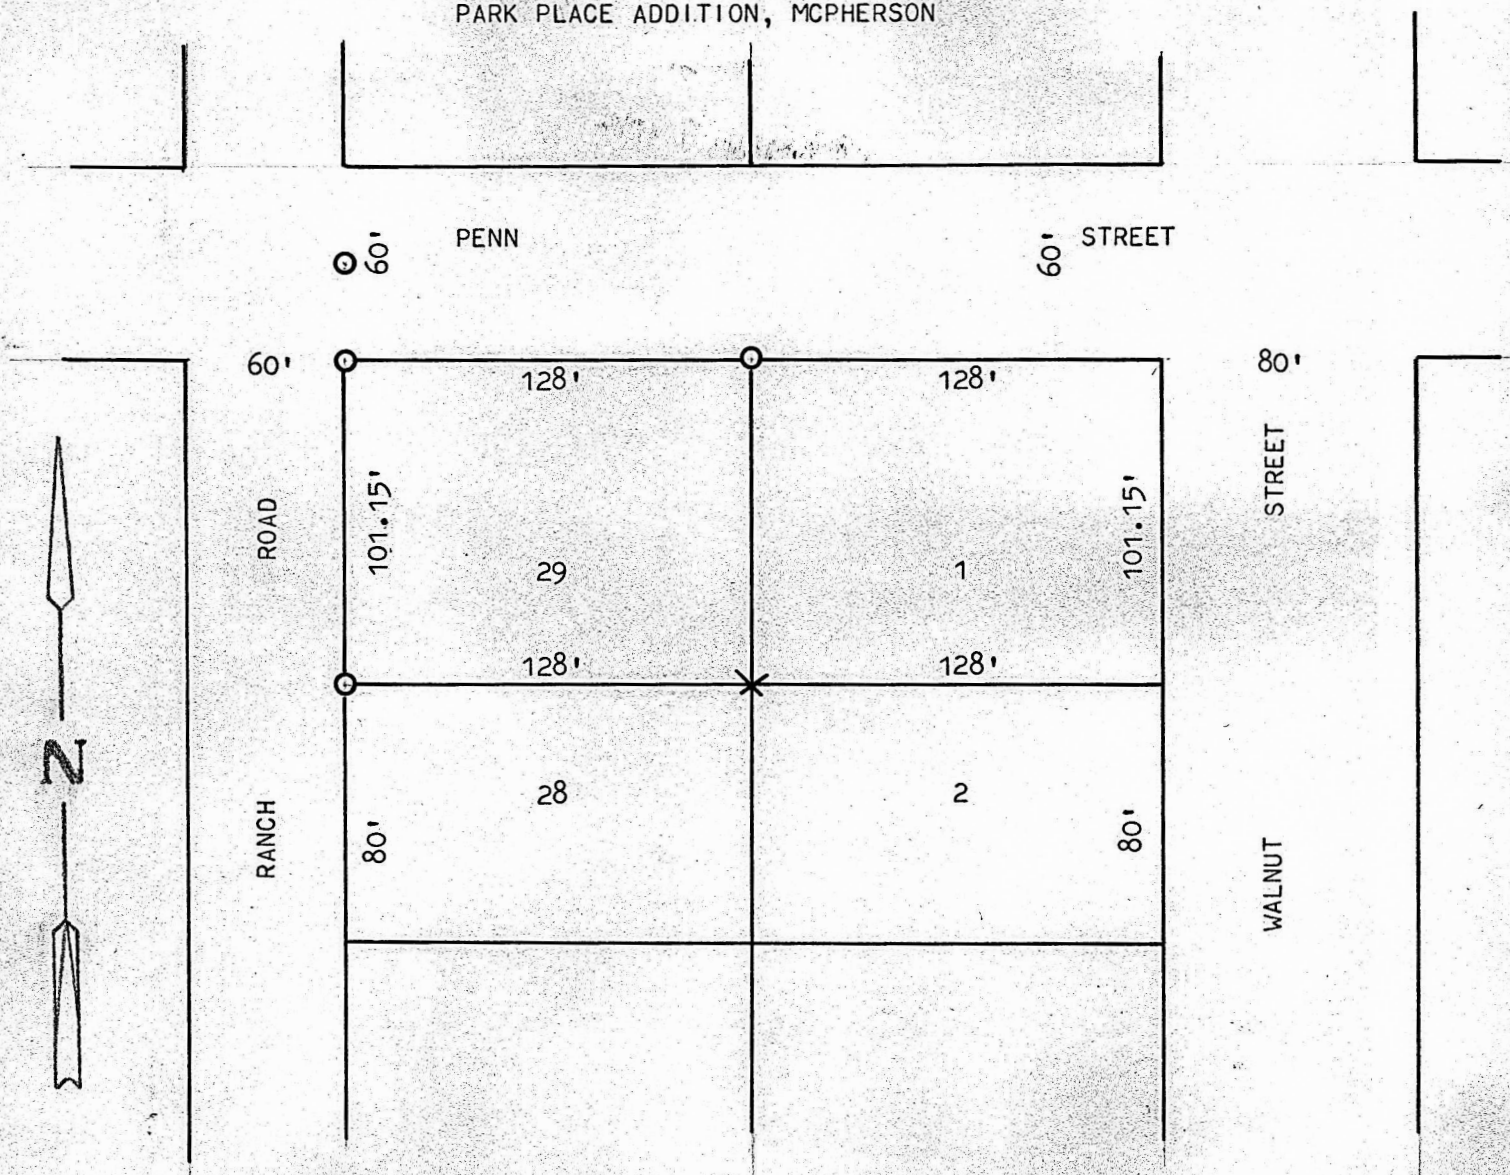 PARK PLACE ADDITION, MCPHERSON
PENN STREET
60'
60'
60'
80'
128'
128'
ROAD
101.15'
101.15'
STREET
29
1
128'
128'
N
RANCH
28
2
80'
80'
WALNUT